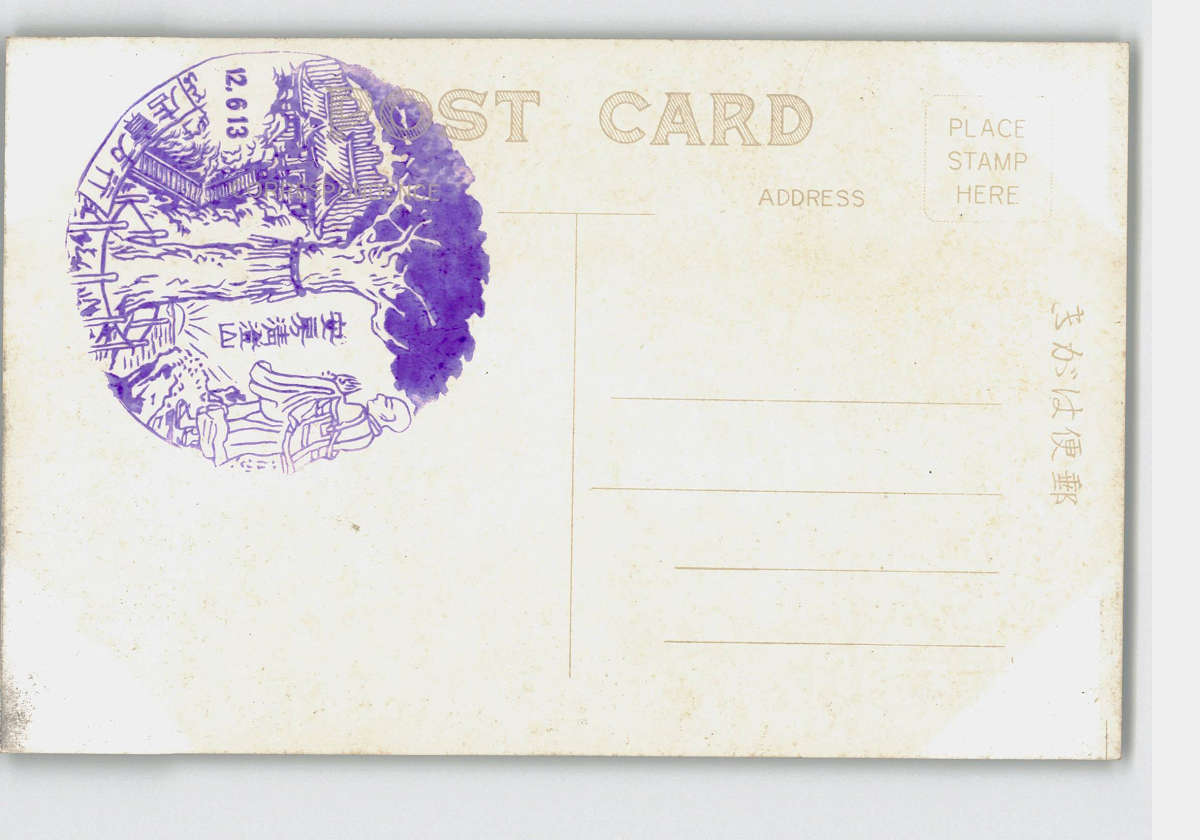 POST CARD
CORRESPONDENCE
ADDRESS
PLACE
STAMP
HERE
12.6.13
安房清澄山
郵便はがき